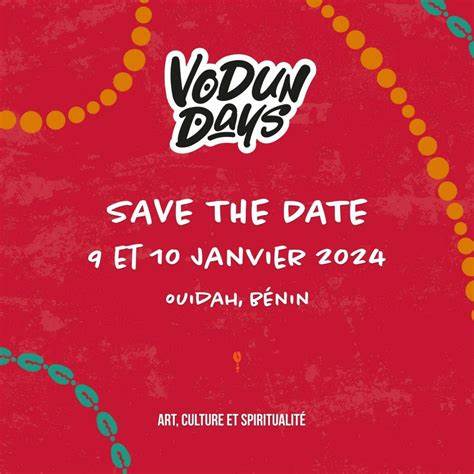 VODUN
DAYS
SAVE THE DATE
9 ET 10 JANVIER 2024
OUIDAH, BÉNIN
ART, CULTURE ET SPIRITUALITÉ